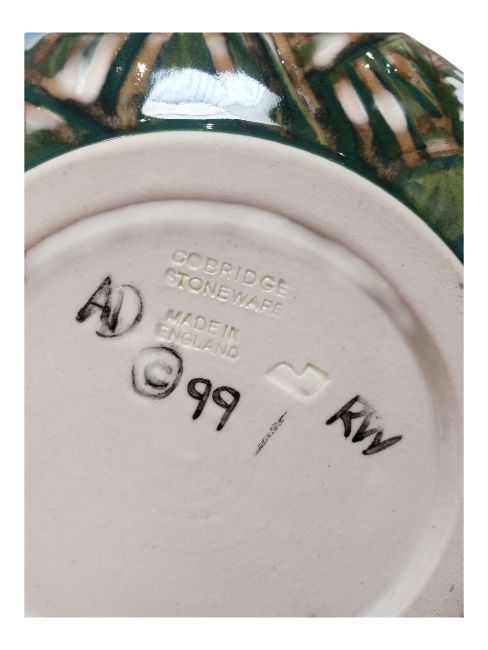 COBRIDGE
STONEWARE
MADE IN
ENGLAND
AD
© 99
RW